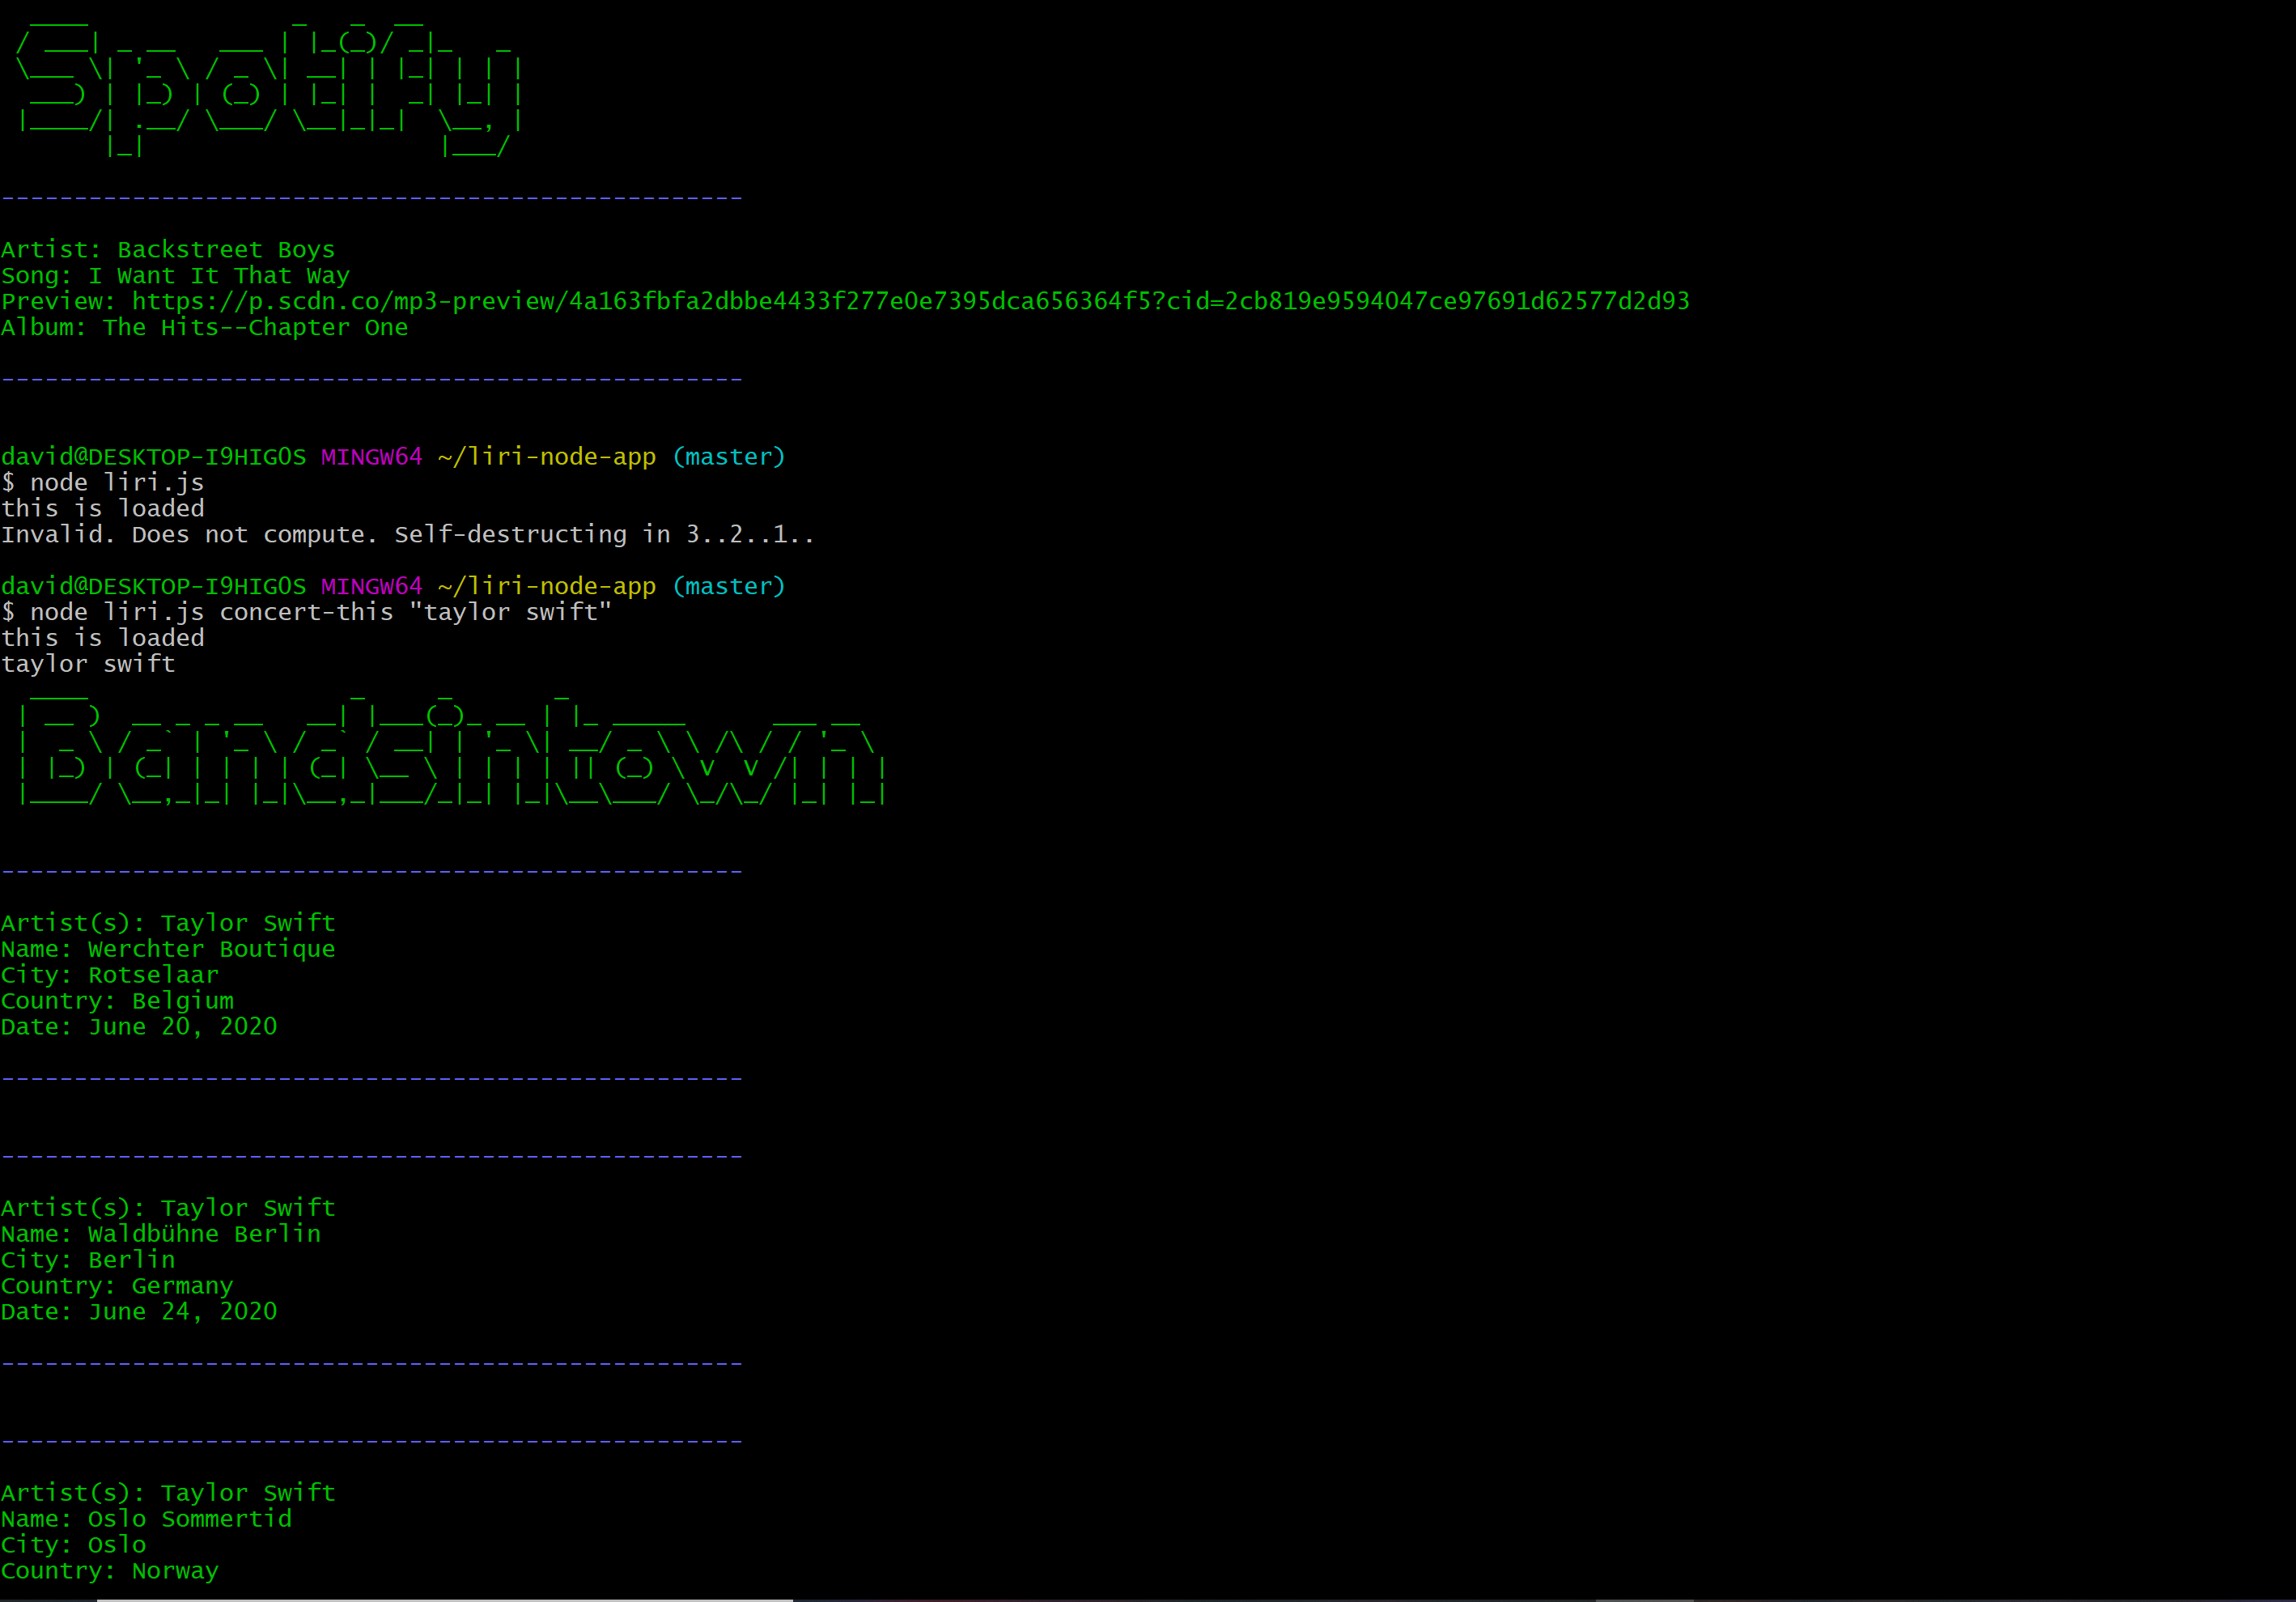 Spotify
--------------------------------------------------
Artist: Backstreet Boys
Song: I Want It That Way
Preview: https://p.scdn.co/mp3-preview/4a163fbfa2dbbe4433f277e0e7395dca656364f5?cid=2cb819e9594047ce97691d62577d2d93
Album: The Hits--Chapter One
--------------------------------------------------
david@DESKTOP-I9HIG0S MINGW64 ~/liri-node-app (master)
$ node liri.js
this is loaded
Invalid. Does not compute. Self-destructing in 3..2..1..
david@DESKTOP-I9HIG0S MINGW64 ~/liri-node-app (master)
$ node liri.js concert-this "taylor swift"
this is loaded
taylor swift
Bandsintown
--------------------------------------------------
Artist(s): Taylor Swift
Name: Werchter Boutique
City: Rotselaar
Country: Belgium
Date: June 20, 2020
--------------------------------------------------
--------------------------------------------------
Artist(s): Taylor Swift
Name: Waldbühne Berlin
City: Berlin
Country: Germany
Date: June 24, 2020
--------------------------------------------------
--------------------------------------------------
Artist(s): Taylor Swift
Name: Oslo Sommertid
City: Oslo
Country: Norway